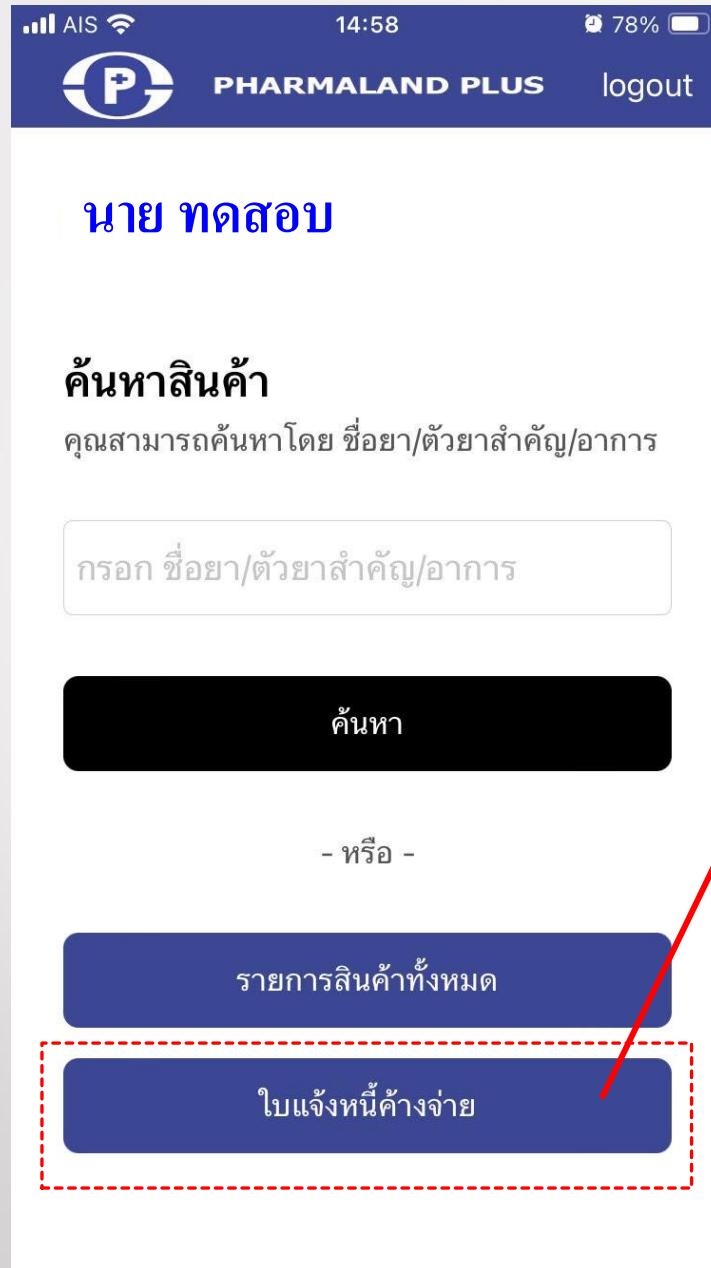 AIS 14:58 78%
P PHARMALAND PLUS logout
นาย ทดสอบ
ค้นหาสินค้า
คุณสามารถค้นหาโดย ชื่อยา/ตัวยาสำคัญ/อาการ
กรอก ชื่อยา/ตัวยาสำคัญ/อาการ
ค้นหา
- หรือ -
รายการสินค้าทั้งหมด
ใบแจ้งหนี้ค้างจ่าย